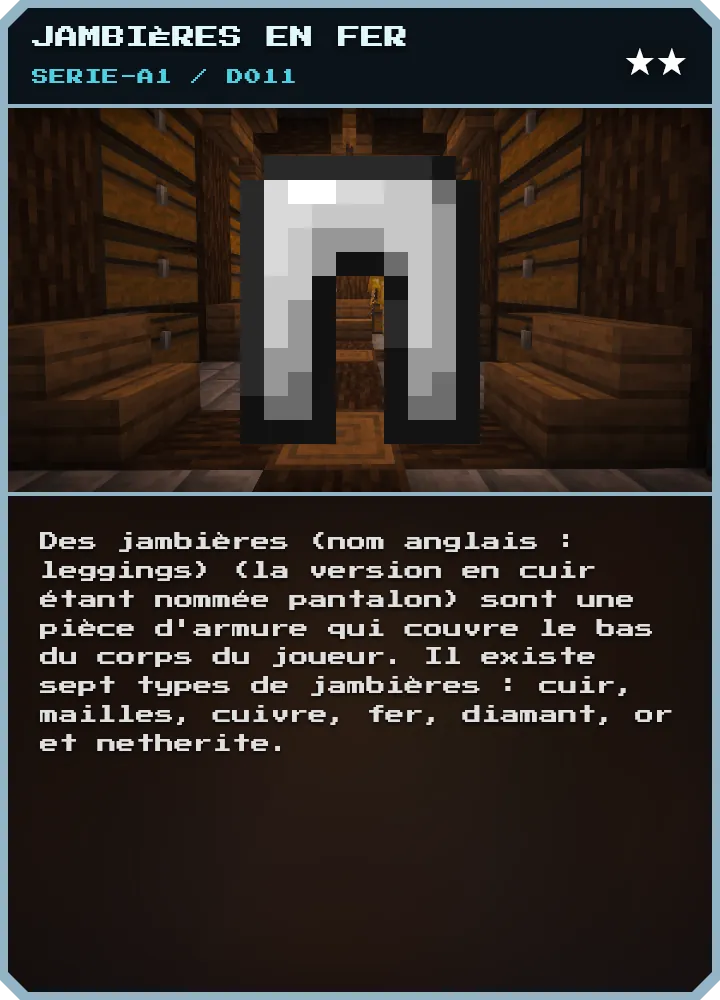 JAMBIèRES EN FER
SERIE-A1 / D011
★★
Des jambières (nom anglais :
leggings) (la version en cuir
étant nommée pantalon) sont une
pièce d'armure qui couvre le bas
du corps du joueur. Il existe
sept types de jambières : cuir,
mailles, cuivre, fer, diamant, or
et netherite.